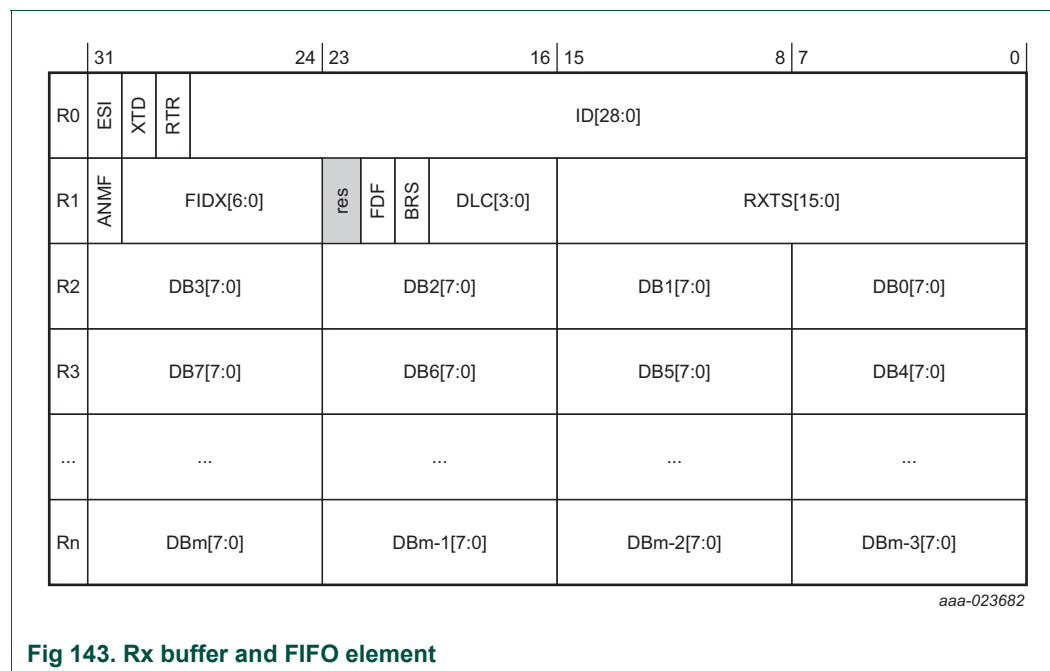 31 24 23 16 15 8 7 0
R0 ESI XTD RTR ID[28:0]
R1 ANMF FIDX[6:0] res FDF BRS DLC[3:0] RXTS[15:0]
R2 DB3[7:0] DB2[7:0] DB1[7:0] DB0[7:0]
R3 DB7[7:0] DB6[7:0] DB5[7:0] DB4[7:0]
... ... ... ... ...
Rn DBm[7:0] DBm-1[7:0] DBm-2[7:0] DBm-3[7:0]
aaa-023682
Fig 143. Rx buffer and FIFO element